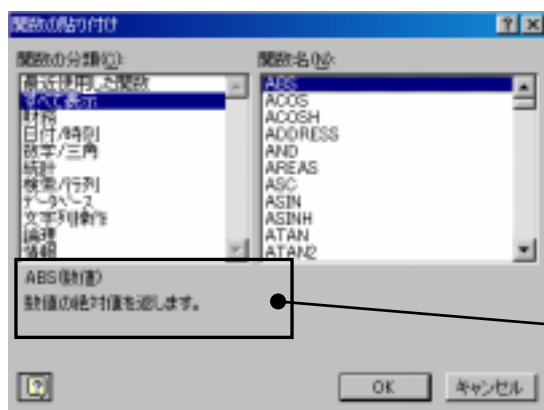 関数の貼り付け
関数の分類(C):
最近使用した関数
すべて表示
財務
日付/時刻
数学/三角
統計
検索/行列
データベース
文字列操作
論理
情報
関数名(N):
ABS
ACOS
ACOSH
ADDRESS
AND
AREAS
ASC
ASIN
ASINH
ATAN
ATAN2
ABS(数値)
数値の絶対値を返します。
OK
キャンセル